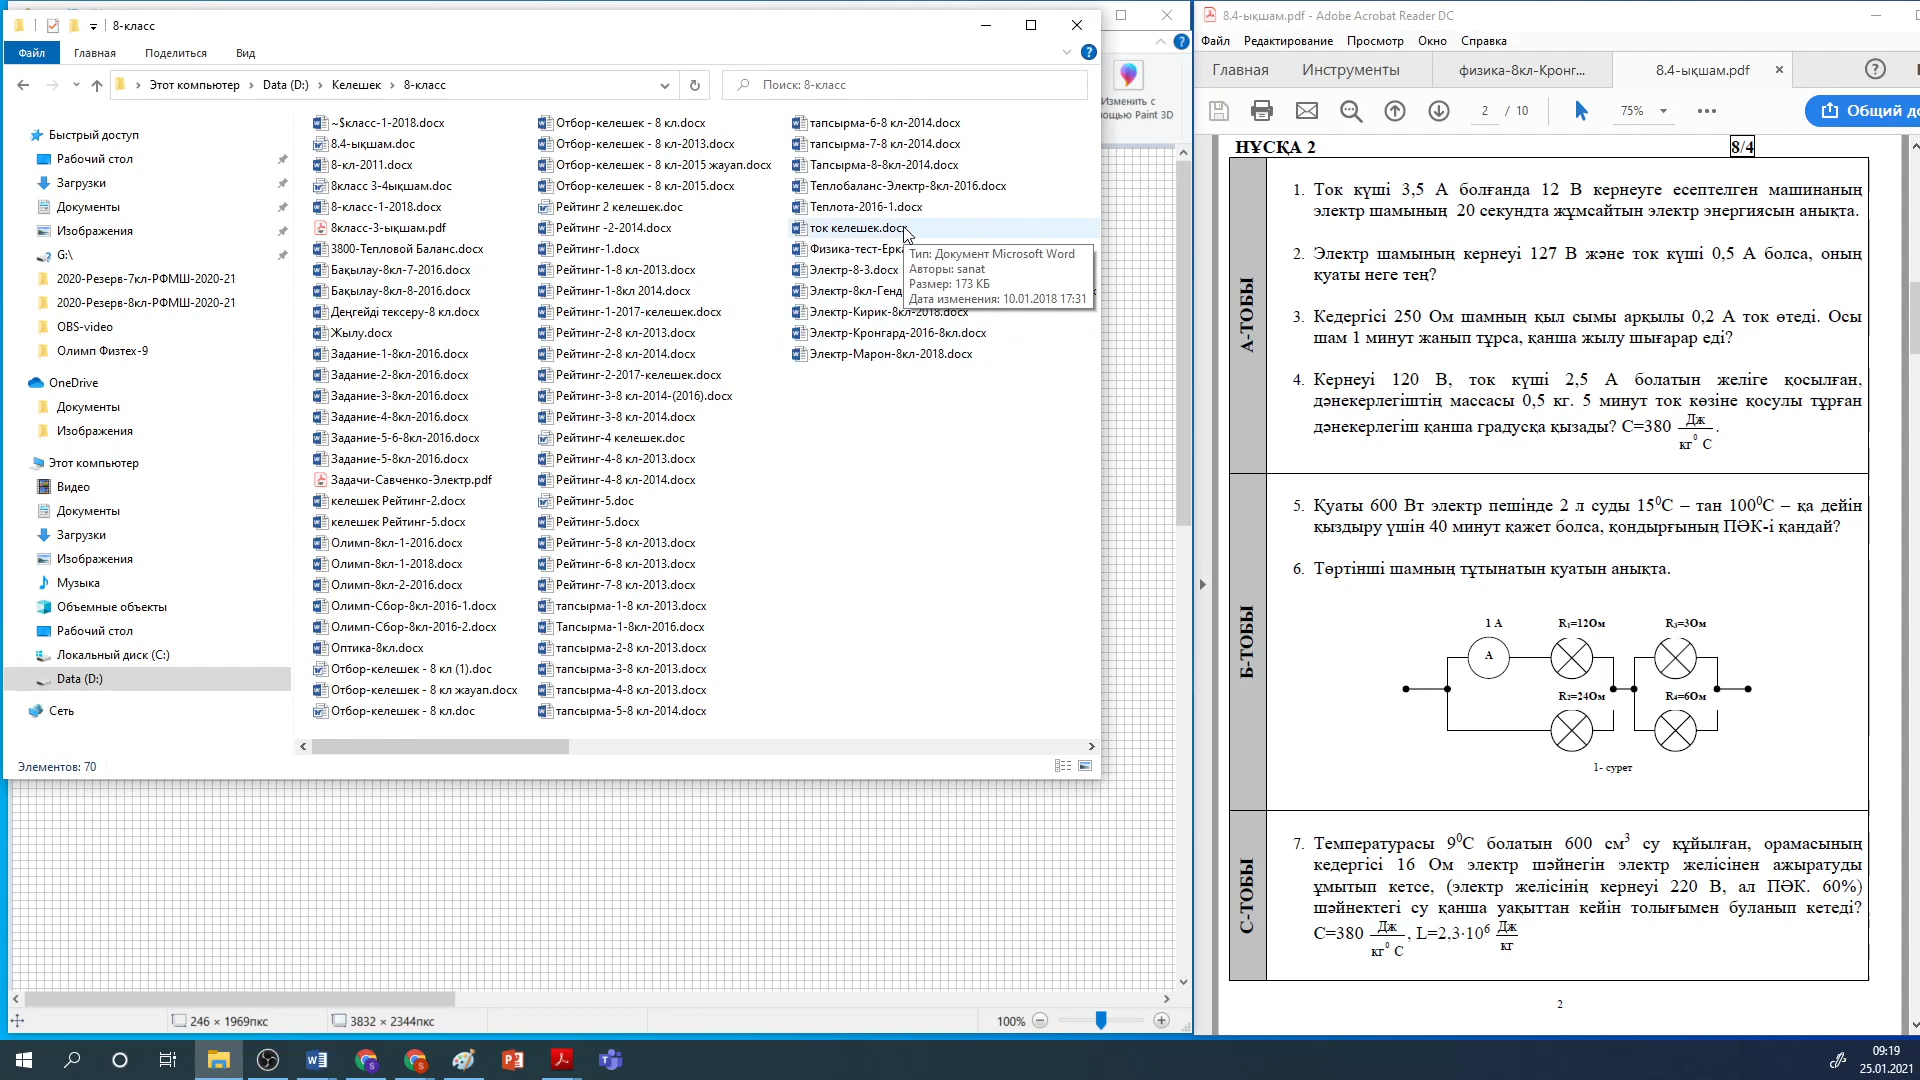 8-класс
Файл
Главная
Поделиться
Вид
Этот компьютер
Data (D:)
Келешек
8-класс
Поиск: 8-класс
Быстрый доступ
Рабочий стол
Загрузки
Документы
Изображения
G:\
2020-Резерв-7кл-РФМШ-2020-21
2020-Резерв-8кл-РФМШ-2020-21
OBS-video
Олимп Физтех-9
OneDrive
Документы
Изображения
Этот компьютер
Видео
Документы
Загрузки
Изображения
Музыка
Объемные объекты
Рабочий стол
Локальный диск (C:)
Data (D:)
Сеть
~$класс-1-2018.docx
8.4-ықшам.doc
8-кл-2011.docx
8класс 3-4ықшам.doc
8-класс-1-2018.docx
8класс-3-ықшам.pdf
3800-Тепловой Баланс.docx
Бақылау-8кл-7-2016.docx
Бақылау-8кл-8-2016.docx
Деңгейді тексеру-8 кл.docx
Жылу.docx
Задание-1-8кл-2016.docx
Задание-2-8кл-2016.docx
Задание-3-8кл-2016.docx
Задание-4-8кл-2016.docx
Задание-5-6-8кл-2016.docx
Задание-5-8кл-2016.docx
Задачи-Савченко-Электр.pdf
келешек Рейтинг-2.docx
келешек Рейтинг-5.docx
Олимп-8кл-1-2016.docx
Олимп-8кл-1-2018.docx
Олимп-8кл-2-2016.docx
Олимп-Сбор-8кл-2016-1.docx
Олимп-Сбор-8кл-2016-2.docx
Оптика-8кл.docx
Отбор-келешек - 8 кл (1).doc
Отбор-келешек - 8 кл жауап.docx
Отбор-келешек - 8 кл.doc
Отбор-келешек - 8 кл.docx
Отбор-келешек - 8 кл-2013.docx
Отбор-келешек - 8 кл-2015 жауап.docx
Отбор-келешек - 8 кл-2015.docx
Рейтинг 2 келешек.doc
Рейтинг -2-2014.docx
Рейтинг-1.docx
Рейтинг-1-8 кл-2013.docx
Рейтинг-1-8кл 2014.docx
Рейтинг-1-2017-келешек.docx
Рейтинг-2-8 кл-2013.docx
Рейтинг-2-8 кл-2014.docx
Рейтинг-2-2017-келешек.docx
Рейтинг-3-8 кл-2014-(2016).docx
Рейтинг-3-8 кл-2014.docx
Рейтинг-4 келешек.doc
Рейтинг-4-8 кл-2013.docx
Рейтинг-4-8 кл-2014.docx
Рейтинг-5.doc
Рейтинг-5.docx
Рейтинг-5-8 кл-2013.docx
Рейтинг-6-8 кл-2013.docx
Рейтинг-7-8 кл-2013.docx
тапсырма-1-8 кл-2013.docx
Тапсырма-1-8кл-2016.docx
тапсырма-2-8 кл-2013.docx
тапсырма-3-8 кл-2013.docx
тапсырма-4-8 кл-2013.docx
тапсырма-5-8 кл-2014.docx
тапсырма-6-8 кл-2014.docx
тапсырма-7-8 кл-2014.docx
Тапсырма-8-8кл-2014.docx
Теплобаланс-Электр-8кл-2016.docx
Теплота-2016-1.docx
ток келешек.docx
Физика-тест-Ерка
Электр-8-3.docx
Электр-8кл-Генд
Электр-Кирик-8кл-2018.docx
Электр-Кронгард-2016-8кл.docx
Электр-Марон-8кл-2018.docx
Тип: Документ Microsoft Word
Авторы: sanat
Размер: 173 КБ
Дата изменения: 10.01.2018 17:31
Элементов: 70
Изменить с
мощью Paint 3D
246 × 1969пкс
3832 × 2344пкс
100%
8.4-ықшам.pdf - Adobe Acrobat Reader DC
Файл
Редактирование
Просмотр
Окно
Справка
Главная
Инструменты
физика-8кл-Кронг...
8.4-ықшам.pdf
2 / 10
75%
Общий до
НҰСҚА 2
8/4
А-ТОБЫ
1. Ток күші 3,5 А болғанда 12 В кернеуге есептелген машинаның
электр шамының 20 секундта жұмсайтын электр энергиясын анықта.
2. Электр шамының кернеуі 127 В және ток күші 0,5 А болса, оның
қуаты неге тең?
3. Кедергісі 250 Ом шамның қыл сымы арқылы 0,2 А ток өтеді. Осы
шам 1 минут жанып тұрса, қанша жылу шығарар еді?
4. Кернеуі 120 В, ток күші 2,5 А болатын желіге қосылған,
дәнекерлегіштің массасы 0,5 кг. 5 минут ток көзіне қосулы тұрған
дәнекерлегіш қанша градусқа қызады? С=380 Дж/кг⁰ С.
Б-ТОБЫ
5. Қуаты 600 Вт электр пешінде 2 л суды 15⁰С – тан 100⁰С – қа дейін
қыздыру үшін 40 минут қажет болса, қондырғының ПӘК-і қандай?
6. Төртінші шамның тұтынатын қуатын анықта.
1 А
R₁=12Ом
R₃=3Ом
А
R₂=24Ом
R₄=6Ом
1- сурет
С-ТОБЫ
7. Температурасы 9⁰С болатын 600 см³ су құйылған, орамасының
кедергісі 16 Ом электр шәйнегін электр желісінен ажыратуды
ұмытып кетсе, (электр желісінің кернеуі 220 В, ал ПӘК. 60%)
шәйнектегі су қанша уақыттан кейін толығымен буланып кетеді?
С=380 Дж/кг⁰ С, L=2,3·10⁶ Дж/кг
2
09:19
25.01.2021